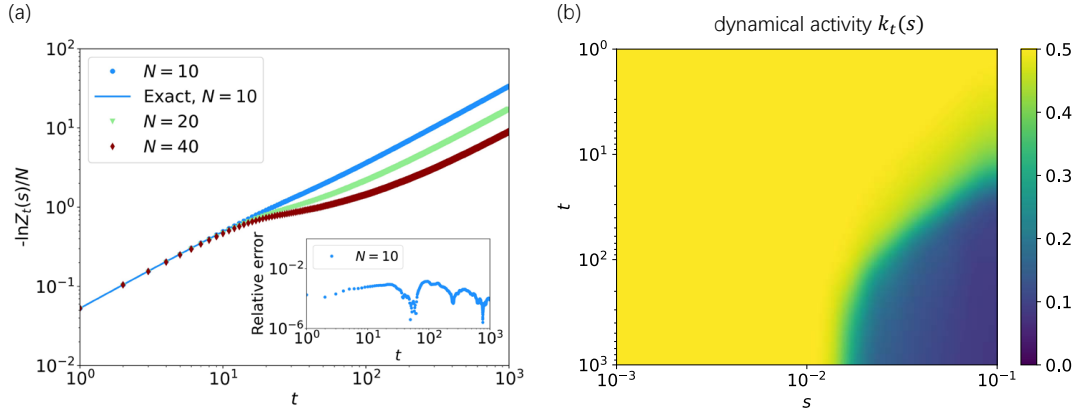 (a)
-lnZ_t(s)/N
10^2
10^1
10^0
10^-1
10^-2
10^0
10^1
10^2
10^3
t
N = 10
Exact, N = 10
N = 20
N = 40
Relative error
10^-2
10^-6
N = 10
10^0
10^1
10^2
10^3
t
(b)
dynamical activity k_t(s)
t
10^0
10^1
10^2
10^3
10^-3
10^-2
10^-1
s
0.5
0.4
0.3
0.2
0.1
0.0